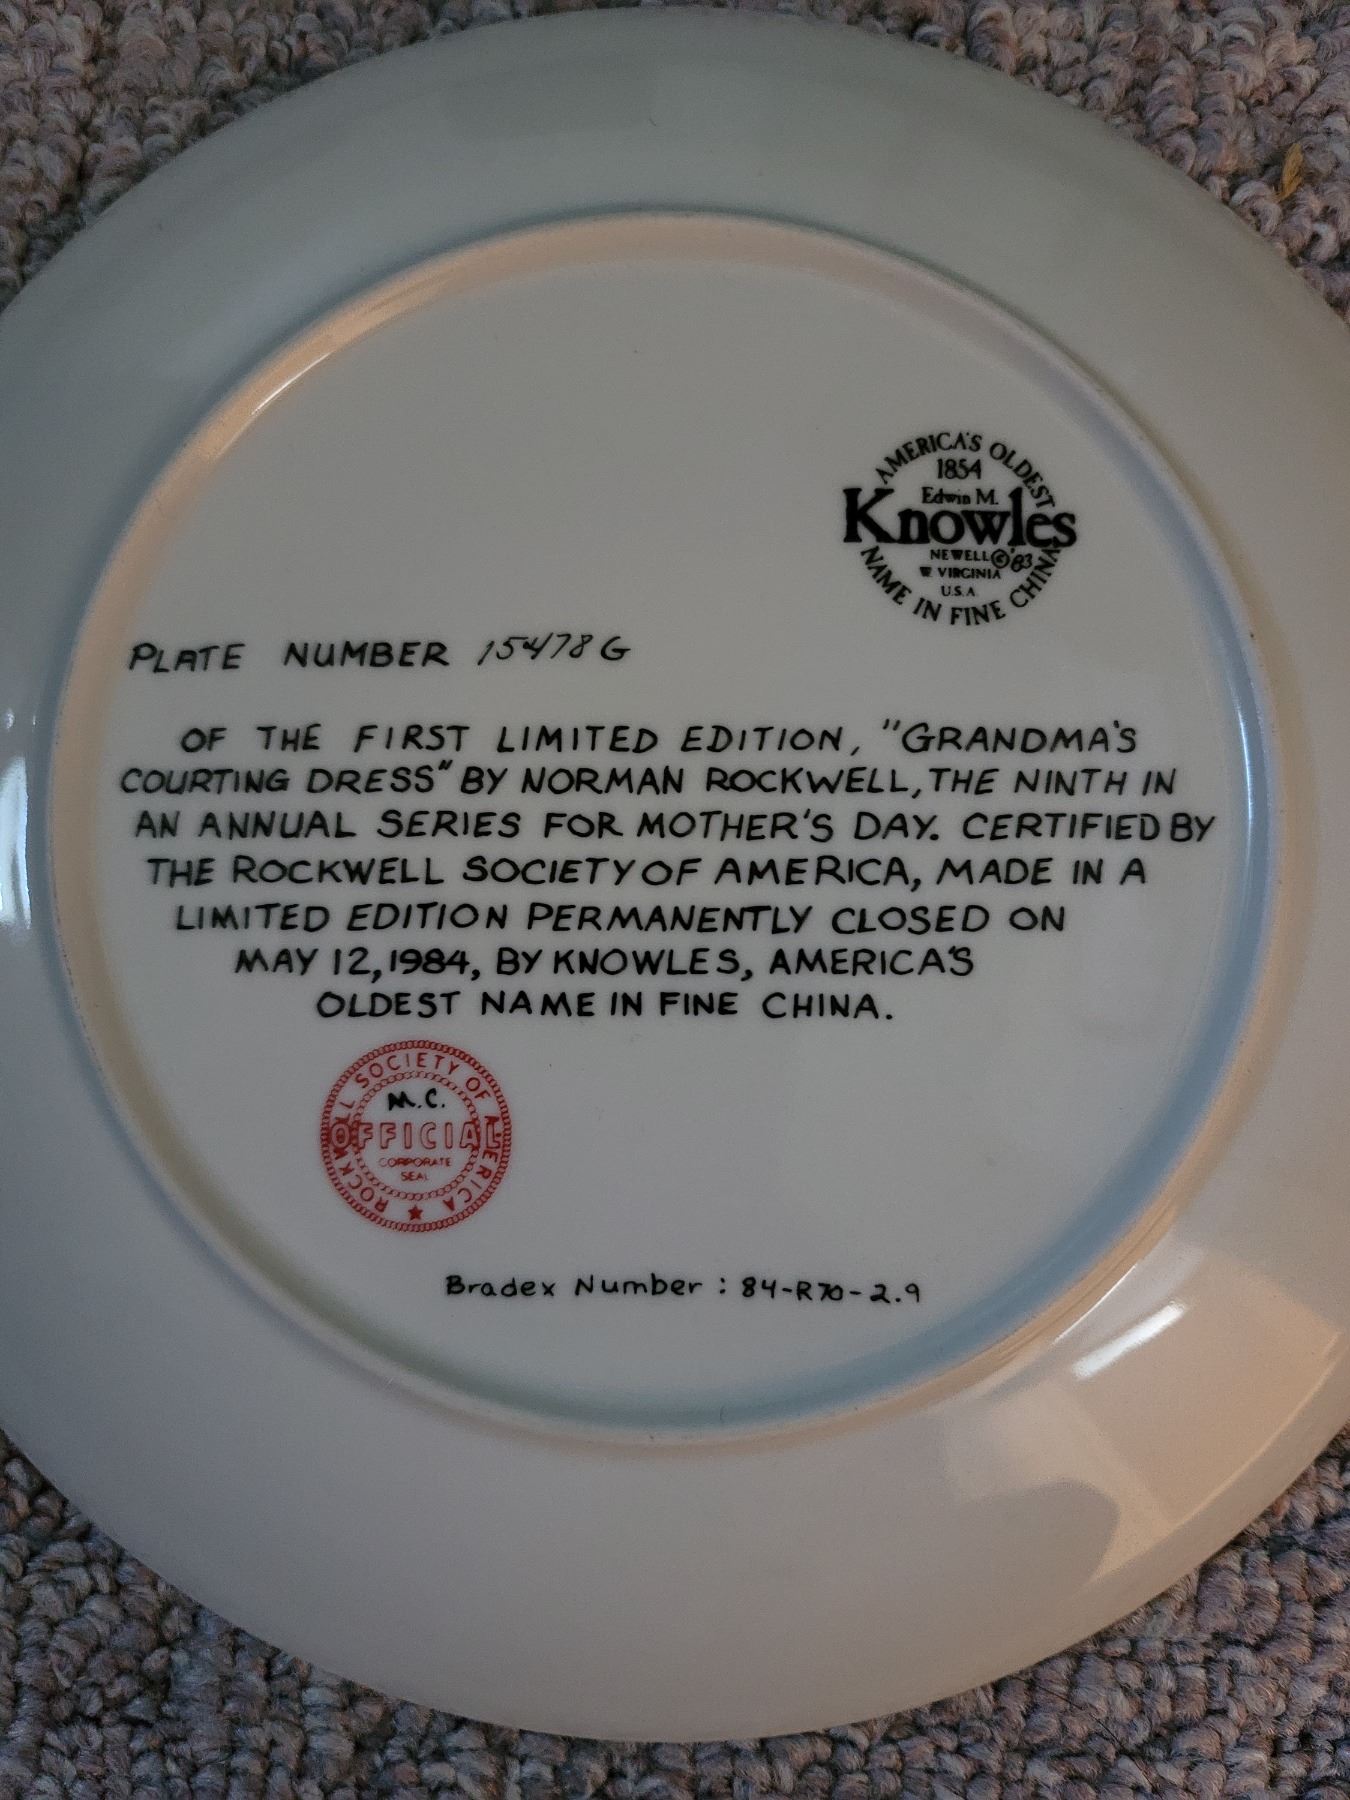 AMERICA'S OLDEST
1854
Edwin M.
Knowles
NEWELL © '83
W. VIRGINIA
U.S.A.
NAME IN FINE CHINA
PLATE NUMBER 15478 G
OF THE FIRST LIMITED EDITION, "GRANDMA'S
COURTING DRESS" BY NORMAN ROCKWELL, THE NINTH IN
AN ANNUAL SERIES FOR MOTHER'S DAY. CERTIFIED BY
THE ROCKWELL SOCIETY OF AMERICA, MADE IN A
LIMITED EDITION PERMANENTLY CLOSED ON
MAY 12, 1984, BY KNOWLES, AMERICA'S
OLDEST NAME IN FINE CHINA.
ROCKWELL SOCIETY OF AMERICA
M.C.
OFFICIAL
CORPORATE
SEAL
Bradex Number : 84-R70-2.9